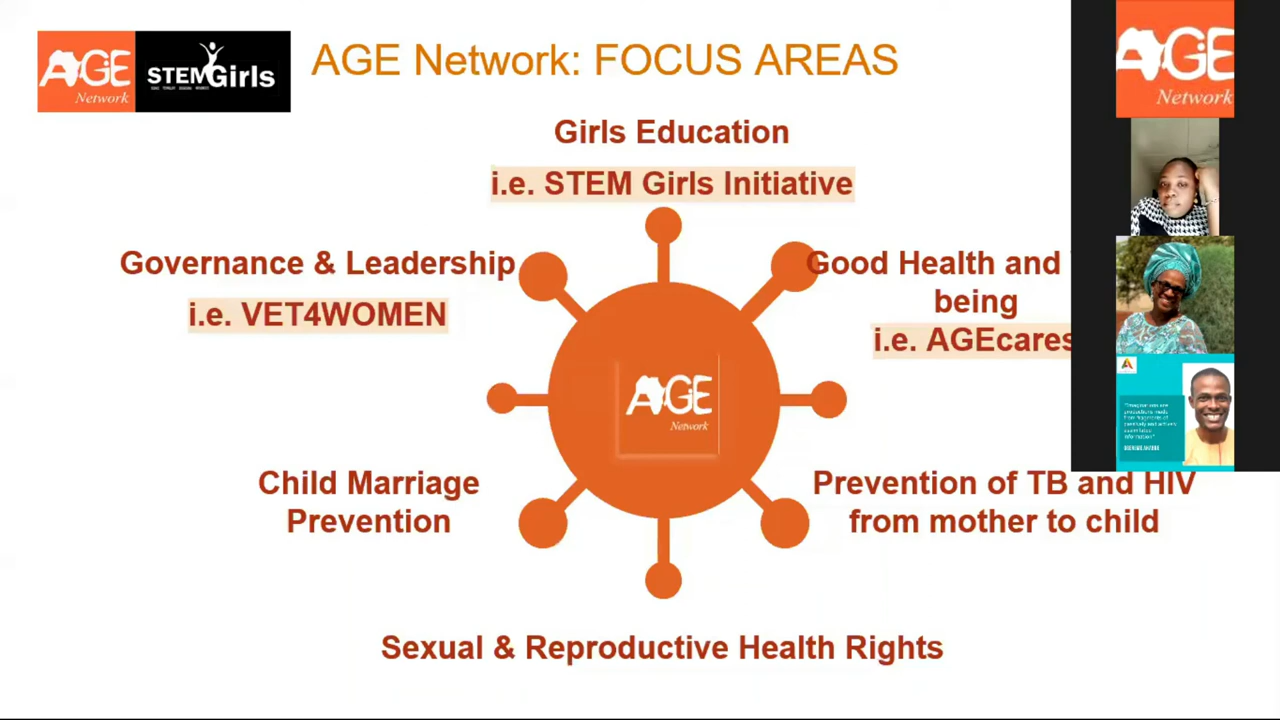 AGE
Network
STEMGirls
AGE Network: FOCUS AREAS
AGE
Network
Girls Education
i.e. STEM Girls Initiative
Governance & Leadership
i.e. VET4WOMEN
Good Health and
being
i.e. AGEcares
AGE
Network
Child Marriage
Prevention
Prevention of TB and HIV
from mother to child
Sexual & Reproductive Health Rights